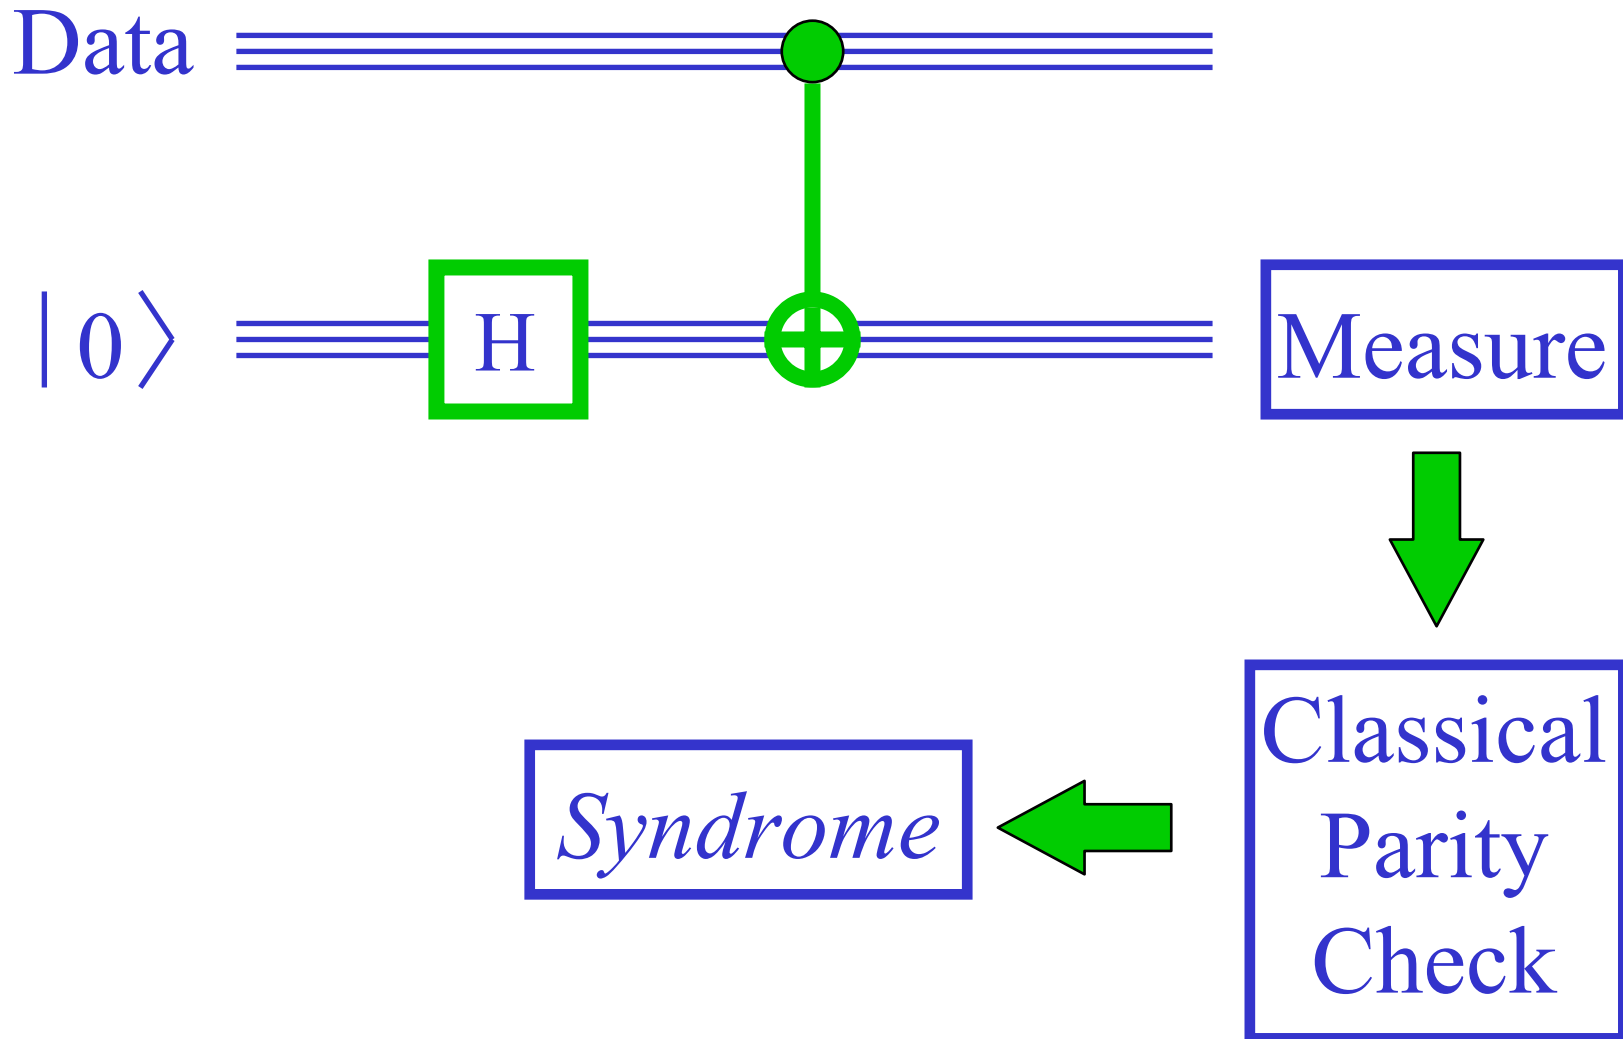 Data
|0⟩
H
Measure
Classical
Parity
Check
Syndrome